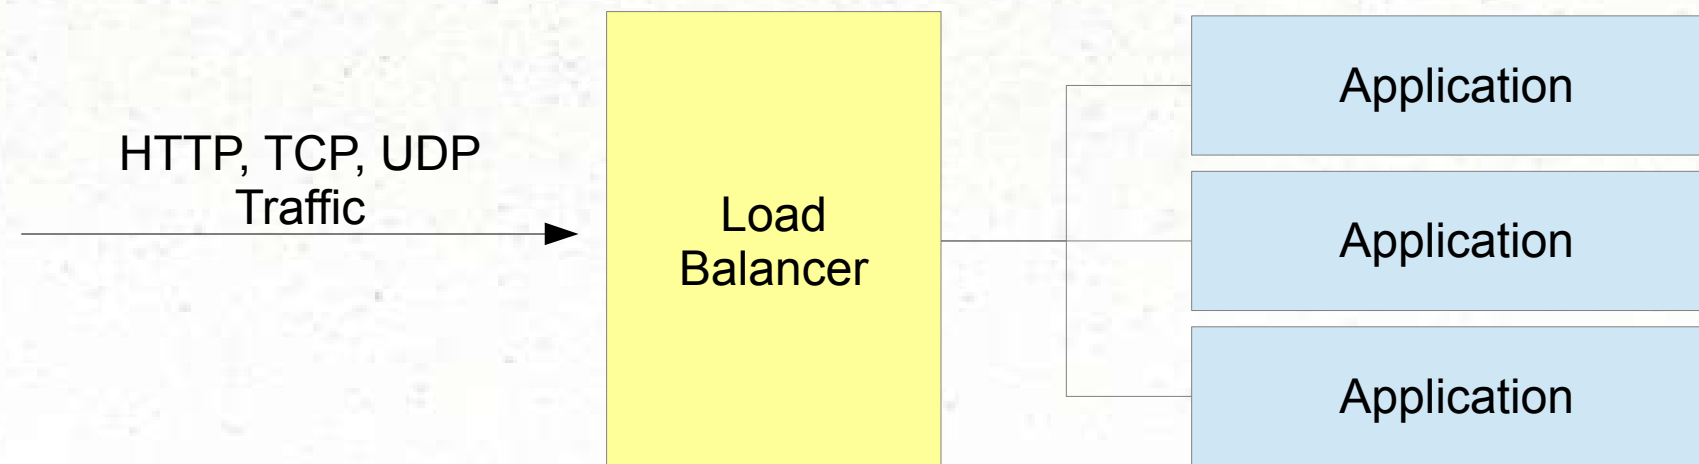 HTTP, TCP, UDP
Traffic
Load
Balancer
Application
Application
Application